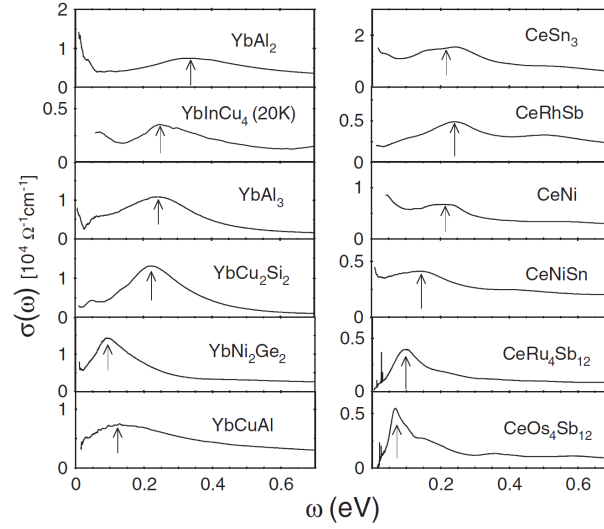 σ(ω) [10⁴ Ω⁻¹cm⁻¹]
2
1
0
YbAl₂
0.5
0
YbInCu₄ (20K)
1
0
YbAl₃
1
0
YbCu₂Si₂
1
0
YbNi₂Ge₂
1
0
YbCuAl
0 0.2 0.4 0.6
2
1
0
CeSn₃
0.5
0
CeRhSb
1
0
CeNi
0.5
0
CeNiSn
0.5
0
CeRu₄Sb₁₂
0.5
0
CeOs₄Sb₁₂
0 0.2 0.4 0.6
ω (eV)